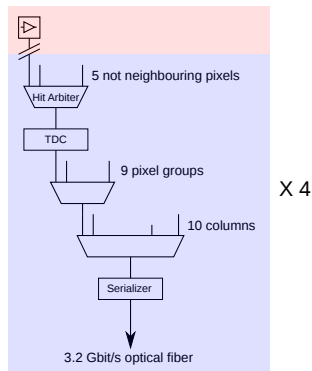 5 not neighbouring pixels
Hit Arbiter
TDC
9 pixel groups
X 4
10 columns
Serializer
3.2 Gbit/s optical fiber